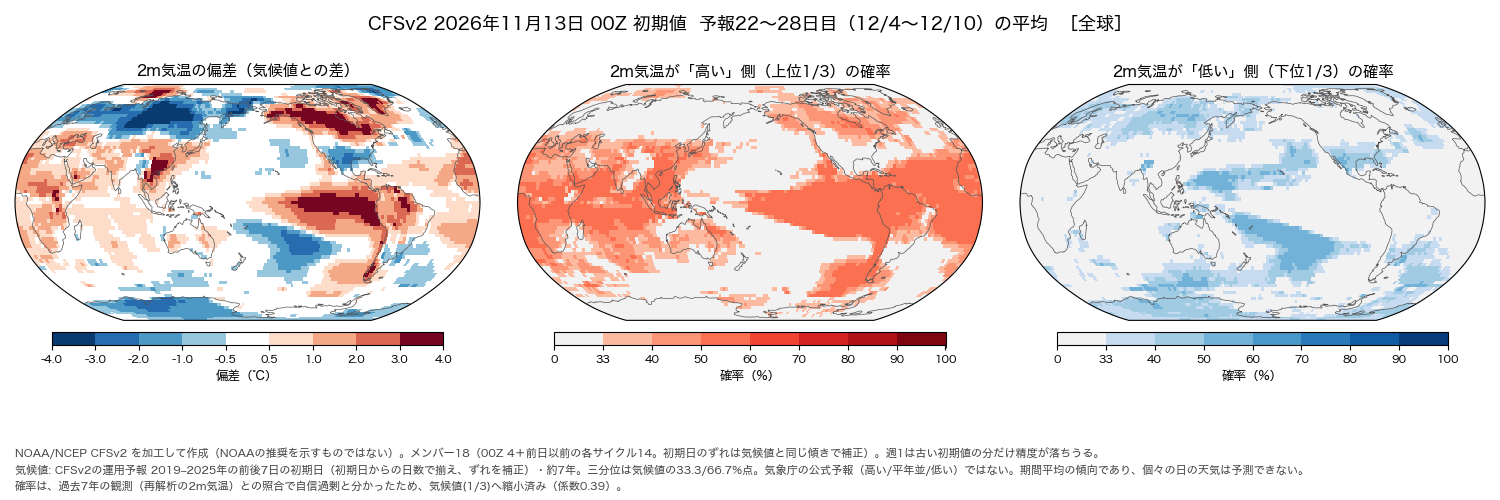 CFSv2 2026年11月13日 00Z 初期値 予報22～28日目（12/4～12/10）の平均 ［全球］
2m気温の偏差（気候値との差）
2m気温が「高い」側（上位1/3）の確率
2m気温が「低い」側（下位1/3）の確率
-4.0 -3.0 -2.0 -1.0 -0.5 0.5 1.0 2.0 3.0 4.0
偏差（℃）
0 33 40 50 60 70 80 90 100
確率（%）
0 33 40 50 60 70 80 90 100
確率（%）
NOAA/NCEP CFSv2 を加工して作成（NOAAの推奨を示すものではない）。メンバー18（00Z 4＋前日以前の各サイクル14。初期日のずれは気候値と同じ傾きで補正）。週1は古い初期値の分だけ精度が落ちうる。
気候値: CFSv2の運用予報 2019–2025年の前後7日の初期日（初期日からの日数で揃え、ずれを補正）・約7年。三分位は気候値の33.3/66.7%点。気象庁の公式予報（高い/平年並/低い）ではない。期間平均の傾向であり、個々の日の天気は予測できない。
確率は、過去7年の観測（再解析の2m気温）との照合で自信過剰と分かったため、気候値(1/3)へ縮小済み（係数0.39）。